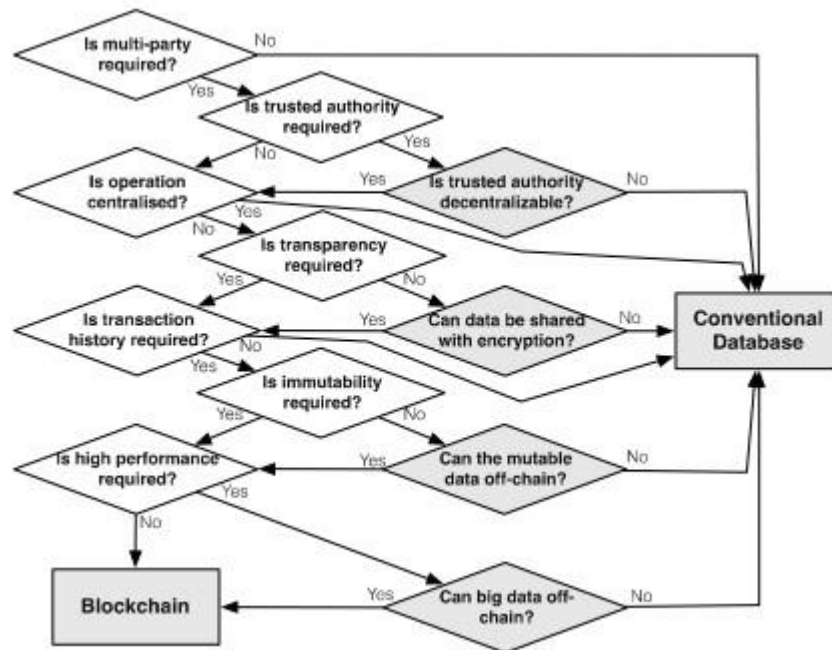 Is multi-party
required?
No
Yes
Is trusted authority
required?
No
Yes
Is operation
centralised?
Yes
Is trusted authority
decentralizable?
No
Yes
No
Is transparency
required?
Yes
No
Is transaction
history required?
Yes
Can data be shared
with encryption?
No
Conventional
Database
No
Yes
Is immutability
required?
Yes
No
Is high performance
required?
Yes
Can the mutable
data off-chain?
No
Yes
No
Blockchain
Yes
Can big data off-
chain?
No